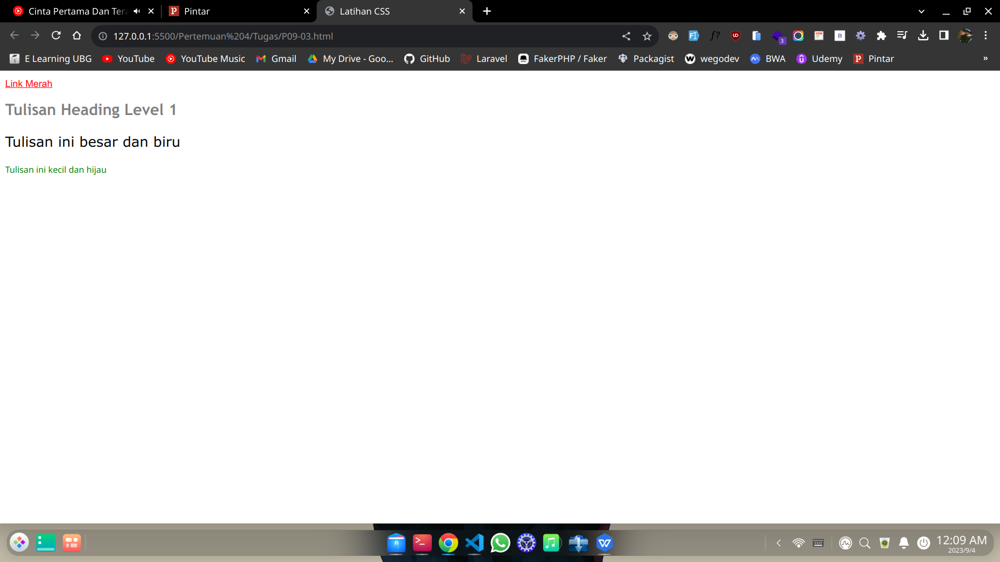 Cinta Pertama Dan Tera
Pintar
Latihan CSS
127.0.0.1:5500/Pertemuan%204/Tugas/P09-03.html
E Learning UBG
YouTube
YouTube Music
Gmail
My Drive - Goo...
GitHub
Laravel
FakerPHP / Faker
Packagist
wegodev
BWA
Udemy
Pintar
»
Link Merah
Tulisan Heading Level 1
Tulisan ini besar dan biru
Tulisan ini kecil dan hijau
12:09 AM
2023/9/4